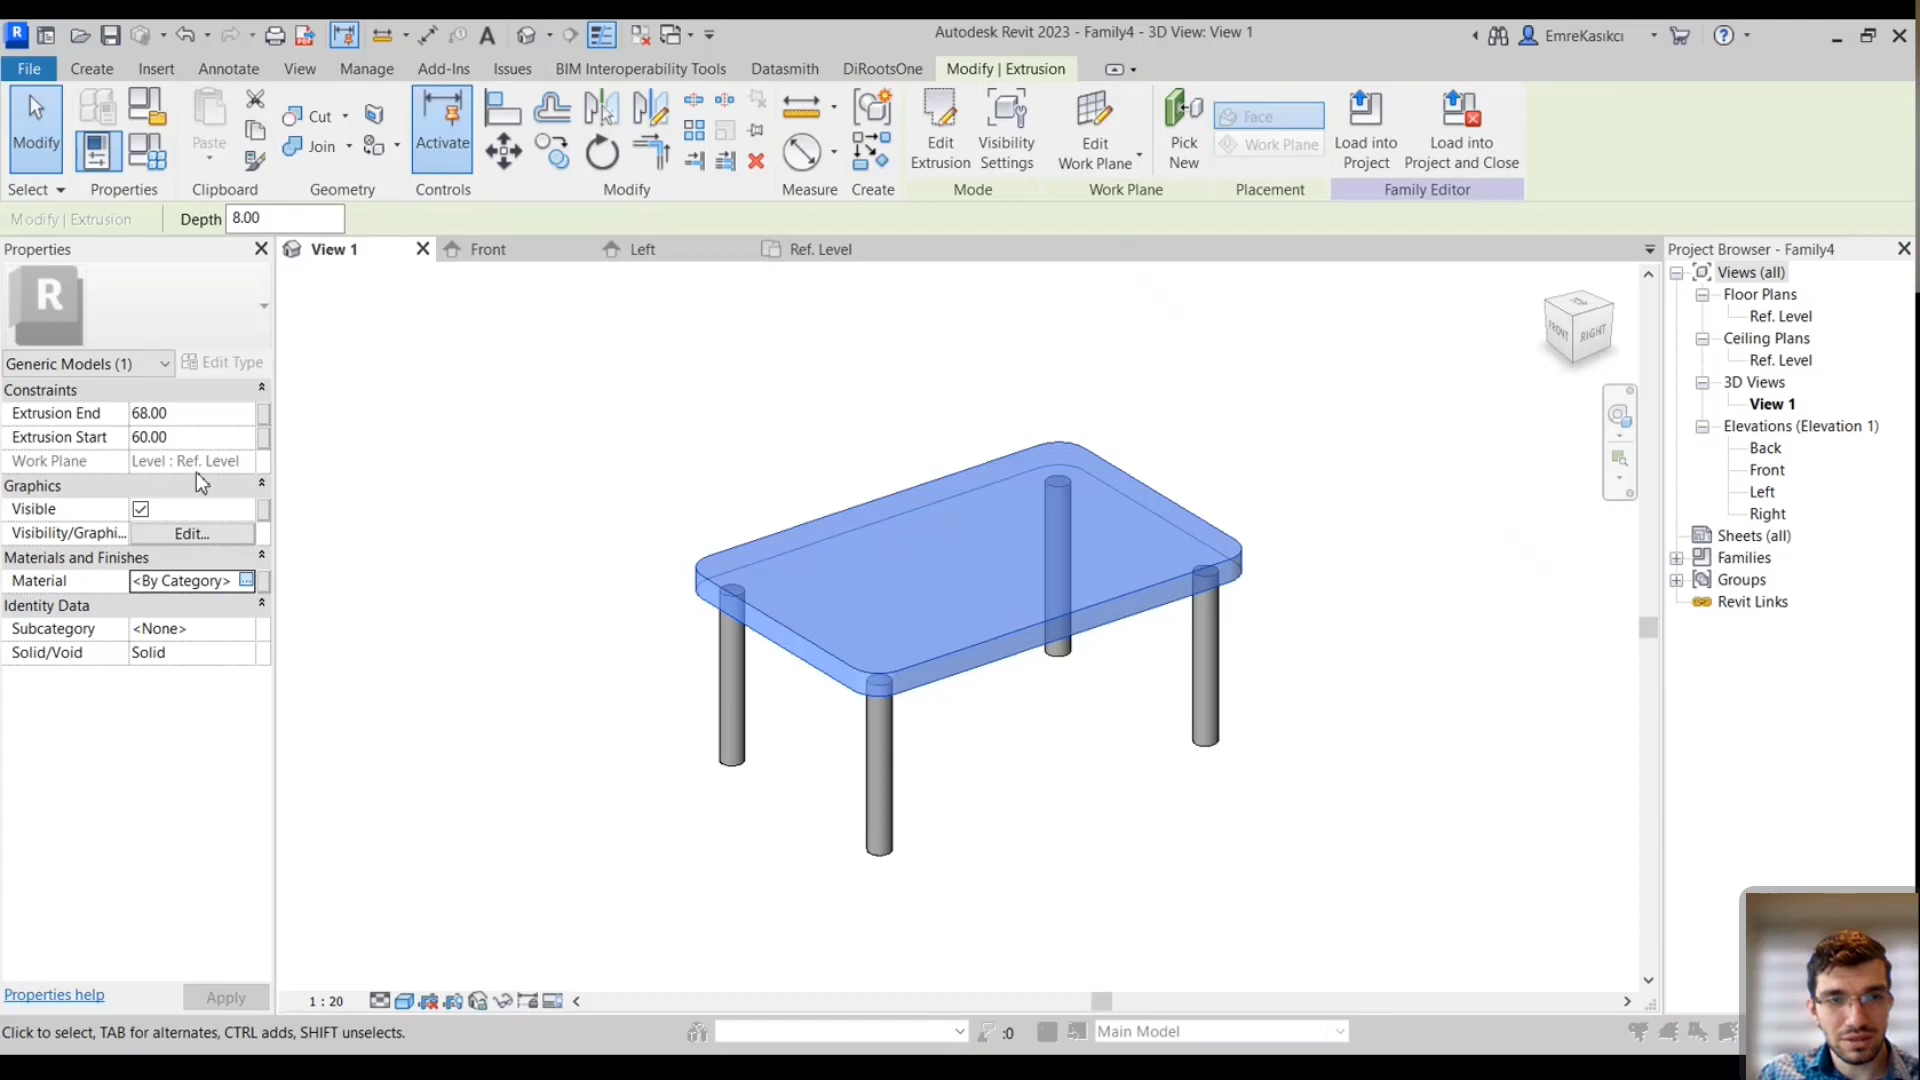 Autodesk Revit 2023 - Family4 - 3D View: View 1
EmreKasıkcı
File Create Insert Annotate View Manage Add-Ins Issues BIM Interoperability Tools Datasmith DiRootsOne Modify | Extrusion
Modify
Paste
Cut
Join
Activate
Edit Extrusion
Visibility Settings
Edit Work Plane
Pick New
Face
Work Plane
Load into Project
Load into Project and Close
Select Properties Clipboard Geometry Controls Modify Measure Create Mode Work Plane Placement Family Editor
Modify | Extrusion Depth 8.00
Properties
View 1 Front Left Ref. Level
Project Browser - Family4
R
Generic Models (1) Edit Type
Constraints
Extrusion End 68.00
Extrusion Start 60.00
Work Plane Level : Ref. Level
Graphics
Visible
Visibility/Graphi... Edit...
Materials and Finishes
Material <By Category>
Identity Data
Subcategory <None>
Solid/Void Solid
TOP
FRONT RIGHT
Views (all)
Floor Plans
Ref. Level
Ceiling Plans
Ref. Level
3D Views
View 1
Elevations (Elevation 1)
Back
Front
Left
Right
Sheets (all)
Families
Groups
Revit Links
Properties help Apply
1 : 20
Click to select, TAB for alternates, CTRL adds, SHIFT unselects.
:0
Main Model